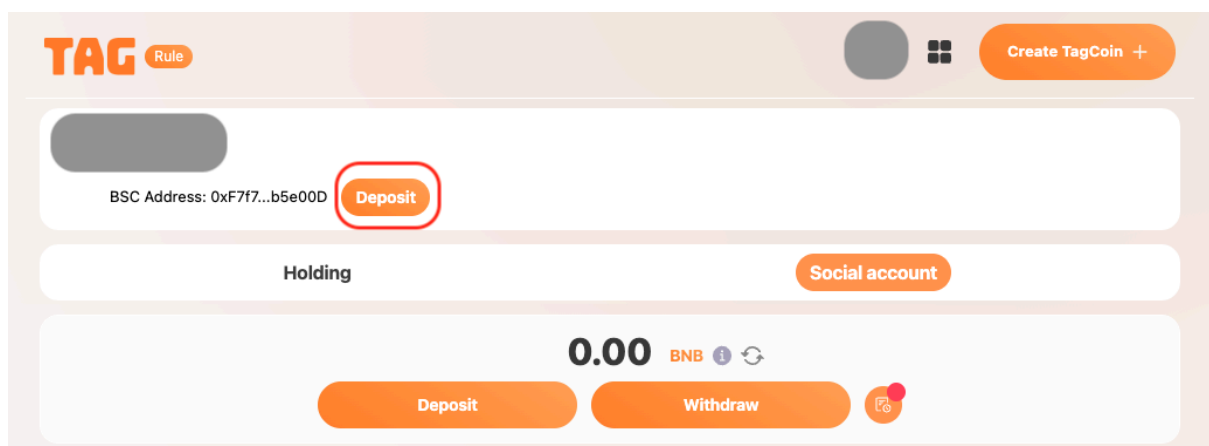 TAG Rule Create TagCoin +
BSC Address: 0xF7f7...b5e00D Deposit
Holding Social account
0.00 BNB
Deposit Withdraw